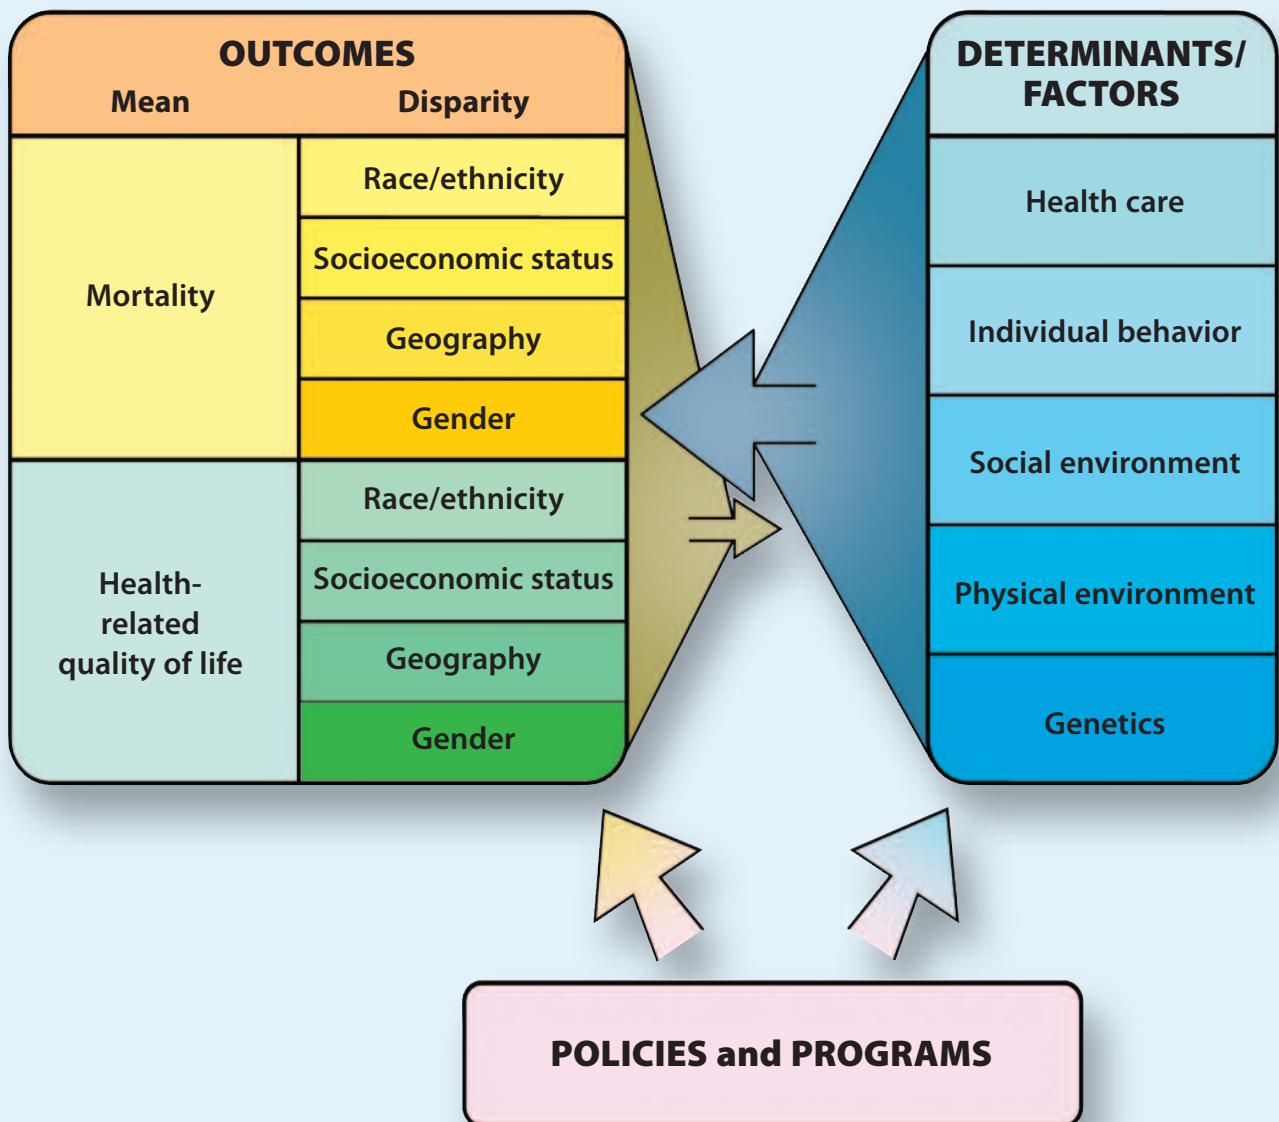 OUTCOMES
Mean
Disparity
Mortality
Race/ethnicity
Socioeconomic status
Geography
Gender
Health-
related
quality of life
Race/ethnicity
Socioeconomic status
Geography
Gender
DETERMINANTS/
FACTORS
Health care
Individual behavior
Social environment
Physical environment
Genetics
POLICIES and PROGRAMS